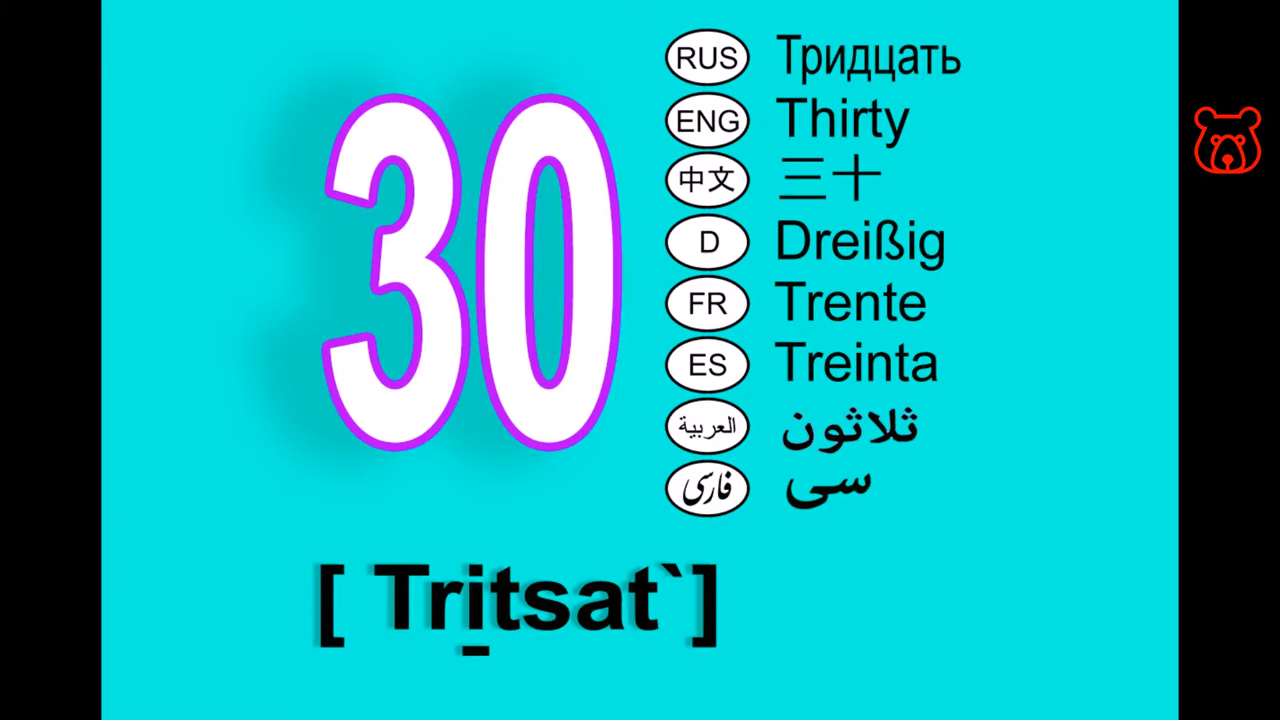 30
RUS Тридцать
ENG Thirty
中文 三十
D Dreißig
FR Trente
ES Treinta
العربية ثلاثون
فارسی سی
[ Tritsat`]